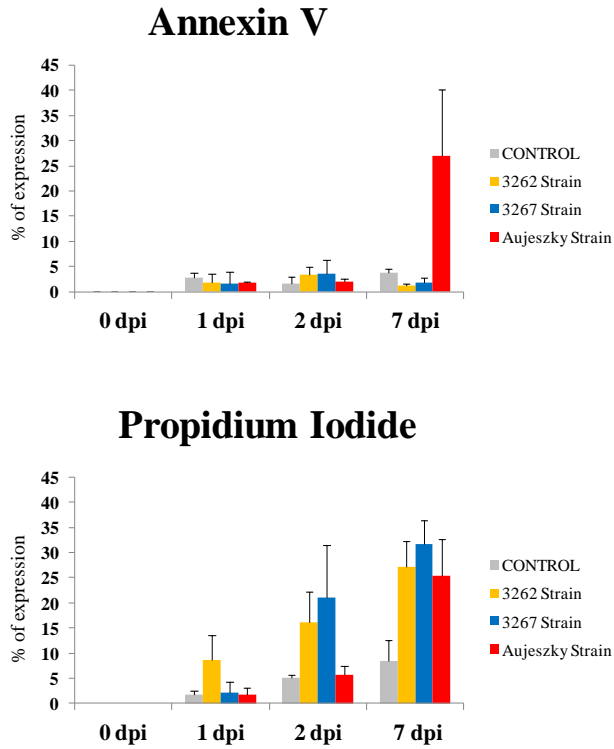 Annexin V
% of expression
45
40
35
30
25
20
15
10
5
0
0 dpi 1 dpi 2 dpi 7 dpi
CONTROL
3262 Strain
3267 Strain
Aujeszky Strain
Propidium Iodide
% of expression
45
40
35
30
25
20
15
10
5
0
0 dpi 1 dpi 2 dpi 7 dpi
CONTROL
3262 Strain
3267 Strain
Aujeszky Strain